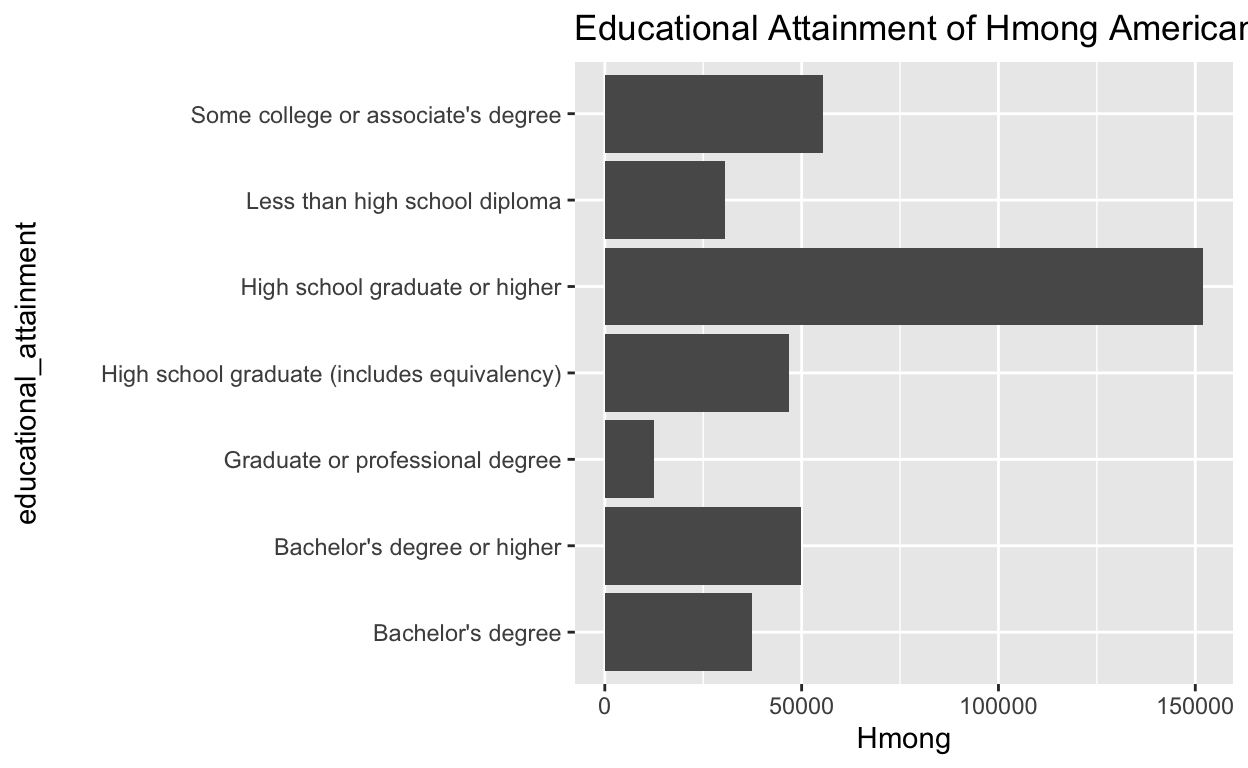 Educational Attainment of Hmong American
Some college or associate's degree
Less than high school diploma
High school graduate or higher
High school graduate (includes equivalency)
Graduate or professional degree
Bachelor's degree or higher
Bachelor's degree
educational_attainment
0 50000 100000 150000
Hmong